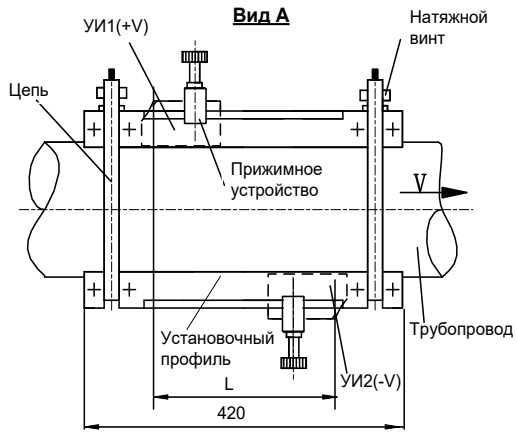 Вид А
УИ1(+V)
Натяжной
винт
Цепь
Прижимное
устройство
V
Установочный
профиль
Трубопровод
УИ2(-V)
L
420